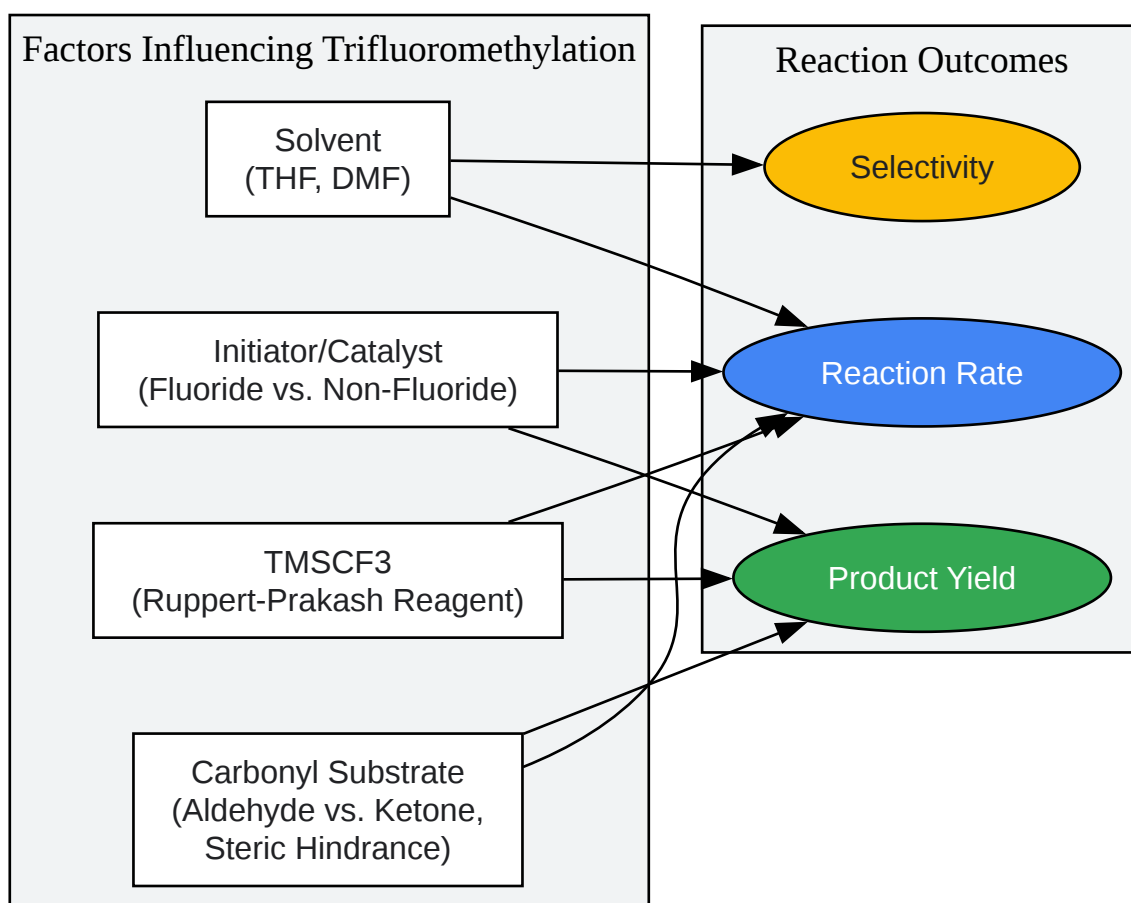 Factors Influencing Trifluoromethylation
Solvent
(THF, DMF)
Initiator/Catalyst
(Fluoride vs. Non-Fluoride)
TMSCF3
(Ruppert-Prakash Reagent)
Carbonyl Substrate
(Aldehyde vs. Ketone,
Steric Hindrance)
Reaction Outcomes
Selectivity
Reaction Rate
Product Yield